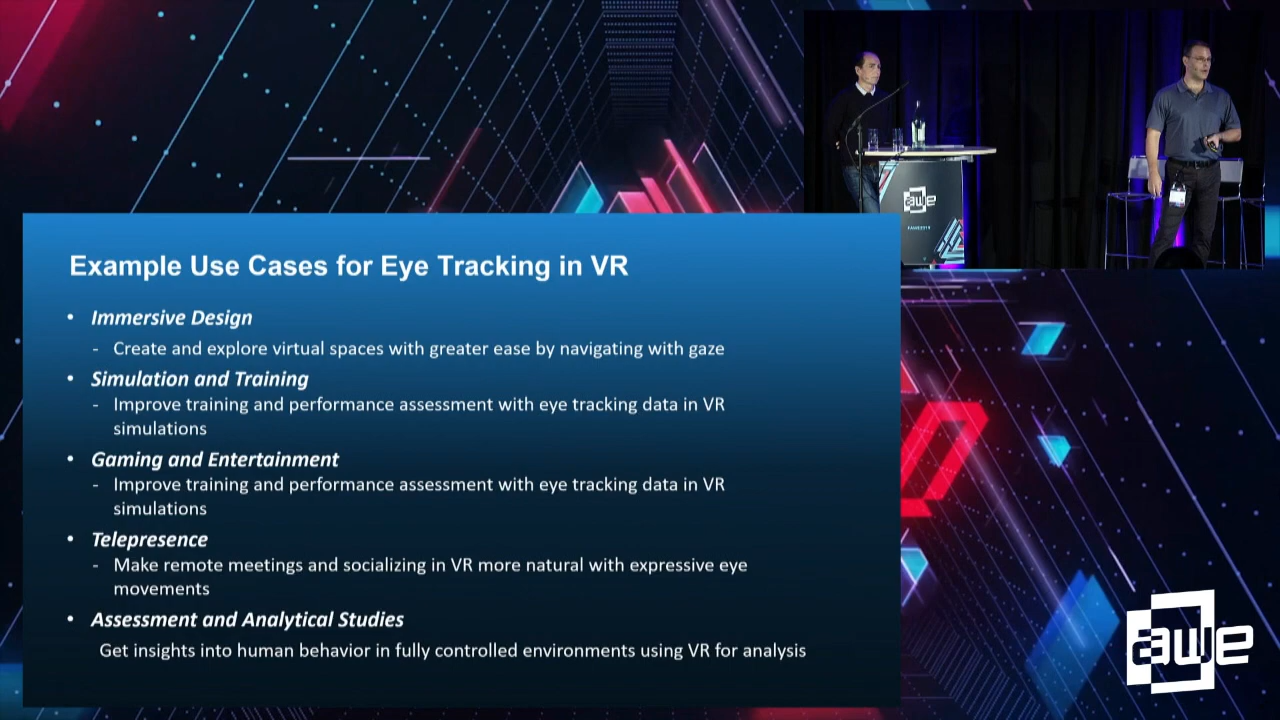 awe
#AWE2019
Example Use Cases for Eye Tracking in VR
• Immersive Design
- Create and explore virtual spaces with greater ease by navigating with gaze
• Simulation and Training
- Improve training and performance assessment with eye tracking data in VR
simulations
• Gaming and Entertainment
- Improve training and performance assessment with eye tracking data in VR
simulations
• Telepresence
- Make remote meetings and socializing in VR more natural with expressive eye
movements
• Assessment and Analytical Studies
Get insights into human behavior in fully controlled environments using VR for analysis
awe